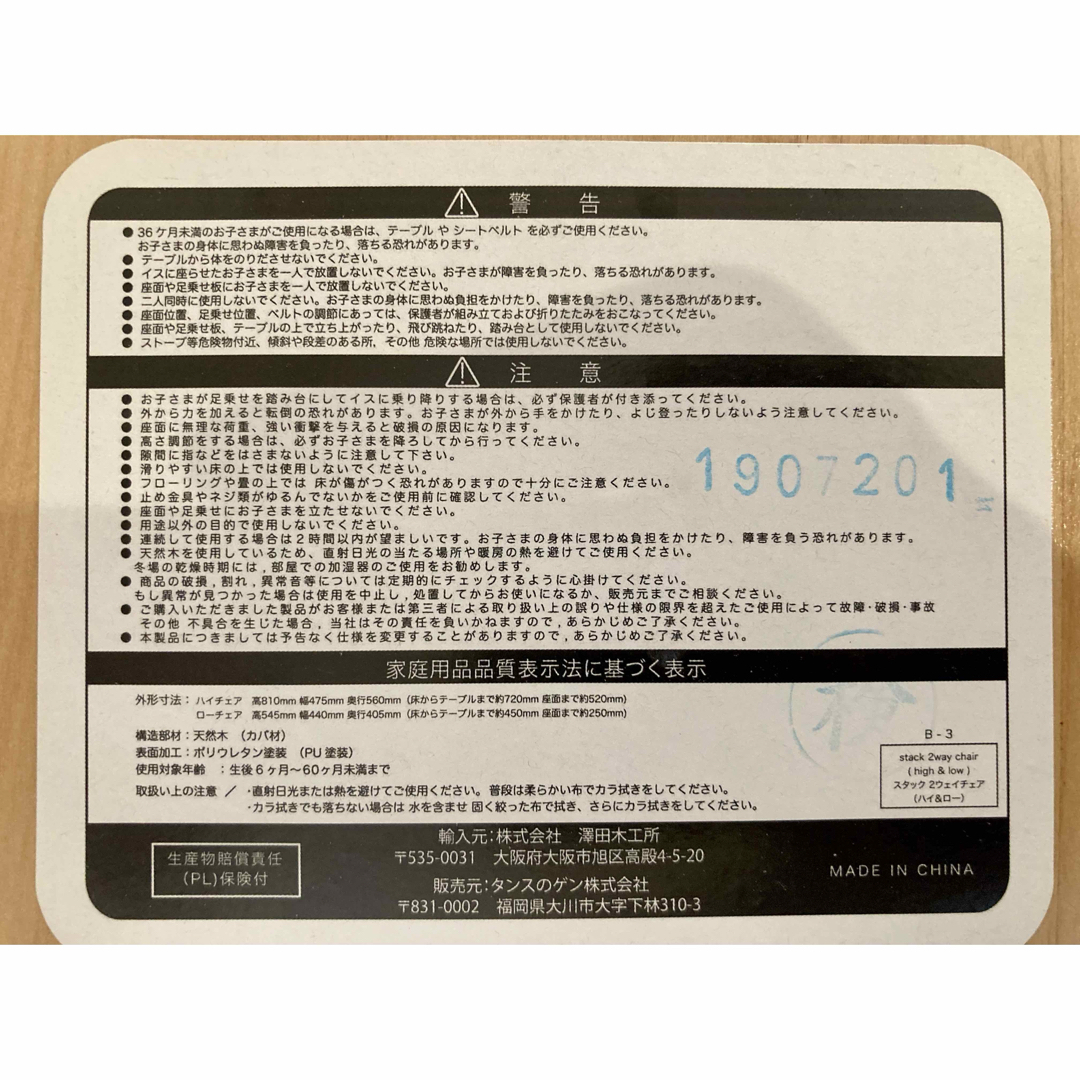 警 告
● 36ケ月未満のお子さまがご使用になる場合は、テーブル や シートベルト を必ずご使用ください。
お子さまの身体に思わぬ障害を負ったり、落ちる恐れがあります。
● テーブルから体をのりださせないでください。
● イスに座らせたお子さまを一人で放置しないでください。お子さまが障害を負ったり、落ちる恐れがあります。
● 座面や足乗せ板にお子さまを一人で放置しないでください。
● 二人同時に使用しないでください。お子さまの身体に思わぬ負担をかけたり、障害を負ったり、落ちる恐れがあります。
● 座面位置、足乗せ位置、ベルトの調節にあっては、保護者が組み立ておよび折りたたみをおこなってください。
● 座面や足乗せ板、テーブルの上で立ち上がったり、飛び跳ねたり、踏み台として使用しないでください。
● ストーブ等危険物付近、傾斜や段差のある所，その他 危険な場所では使用しないでください。
注 意
● お子さまが足乗せを踏み台にしてイスに乗り降りする場合は、必ず保護者が付き添ってください。
● 外から力を加えると転倒の恐れがあります。お子さまが外から手をかけたり、よじ登ったりしないよう注意してください。
● 座面に無理な荷重、強い衝撃を与えると破損の原因になります。
● 高さ調節をする場合は、必ずお子さまを降ろしてから行ってください。
● 隙間に指などをはさまないように注意して下さい。
● 滑りやすい床の上では使用しないでください。
● フローリングや畳の上では 床が傷がつく恐れがありますので十分にご注意ください。
● 止め金具やネジ類がゆるんでないかをご使用前に確認してください。
● 座面や足乗せにお子さまを立たせないでください。
● 用途以外の目的で使用しないでください。
● 連続して使用する場合は２時間以内が望ましいです。お子さまの身体に思わぬ負担をかけたり、障害を負う恐れがあります。
● 天然木を使用しているため、直射日光の当たる場所や暖房の熱を避けてご使用ください。
冬場の乾燥時期には，部屋での加湿器のご使用をお勧めします。
● 商品の破損，割れ，異常音等については定期的にチェックするように心掛けてください。
もし異常が見つかった場合は使用を中止し，処置してからお使いになるか、販売元までご相談ください。
● ご購入いただきました製品がお客様または第三者による取り扱い上の誤りや仕様の限界を超えたご使用によって故障・破損・事故
その他 不具合を生じた場合，当社はその責任を負いかねますので，あらかじめご了承ください。
● 本製品につきましては予告なく仕様を変更することがありますので，あらかじめご了承ください。
1907201
家庭用品品質表示法に基づく表示
外形寸法： ハイチェア 高810mm 幅475mm 奥行560mm （床からテーブルまで約720mm 座面まで約520mm)
ローチェア 高545mm 幅440mm 奥行405mm （床からテーブルまで約450mm 座面まで約250mm)
構造部材：天然木 （カバ材）
表面加工：ポリウレタン塗装 （PU 塗装）
使用対象年齢 ：生後６ヶ月〜60ヶ月未満まで
取扱い上の注意 ／ ・直射日光または熱を避けてご使用ください。普段は柔らかい布でカラ拭きをしてください。
・カラ拭きでも落ちない場合は 水を含ませ 固く絞った布で拭き、さらにカラ拭きをしてください。
B - 3
stack 2way chair
( high & low )
スタック 2ウェイチェア
（ハイ&ロー）
生産物賠償責任
(PL)保険付
輸入元：株式会社 澤田木工所
〒535-0031 大阪府大阪市旭区高殿4-5-20
販売元：タンスのゲン株式会社
〒831-0002 福岡県大川市大字下林310-3
MADE IN CHINA